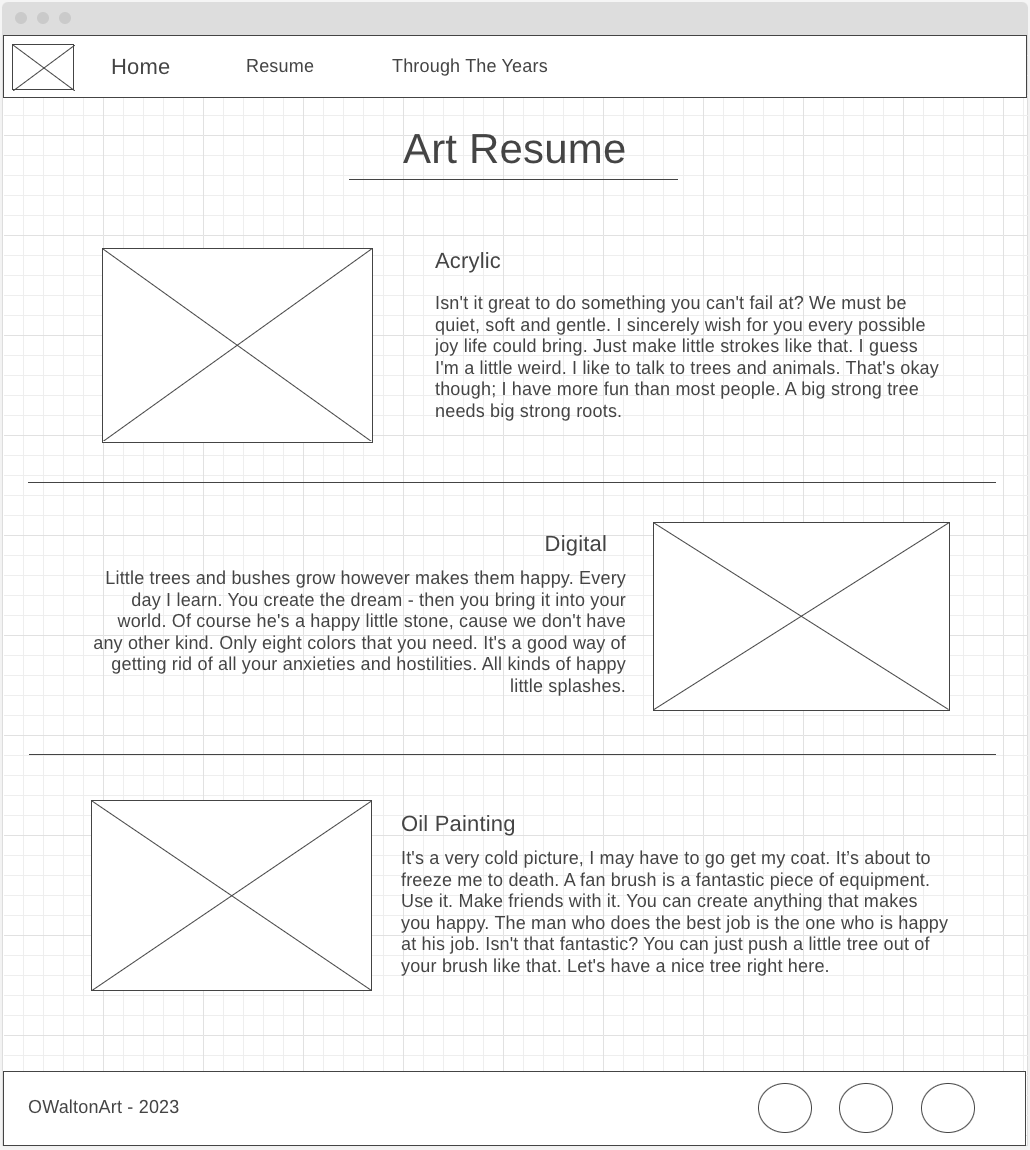 Home Resume Through The Years
Art Resume
Acrylic
Isn't it great to do something you can't fail at? We must be
quiet, soft and gentle. I sincerely wish for you every possible
joy life could bring. Just make little strokes like that. I guess
I'm a little weird. I like to talk to trees and animals. That's okay
though; I have more fun than most people. A big strong tree
needs big strong roots.
Digital
Little trees and bushes grow however makes them happy. Every
day I learn. You create the dream - then you bring it into your
world. Of course he's a happy little stone, cause we don't have
any other kind. Only eight colors that you need. It's a good way of
getting rid of all your anxieties and hostilities. All kinds of happy
little splashes.
Oil Painting
It's a very cold picture, I may have to go get my coat. It’s about to
freeze me to death. A fan brush is a fantastic piece of equipment.
Use it. Make friends with it. You can create anything that makes
you happy. The man who does the best job is the one who is happy
at his job. Isn't that fantastic? You can just push a little tree out of
your brush like that. Let's have a nice tree right here.
OWaltonArt - 2023